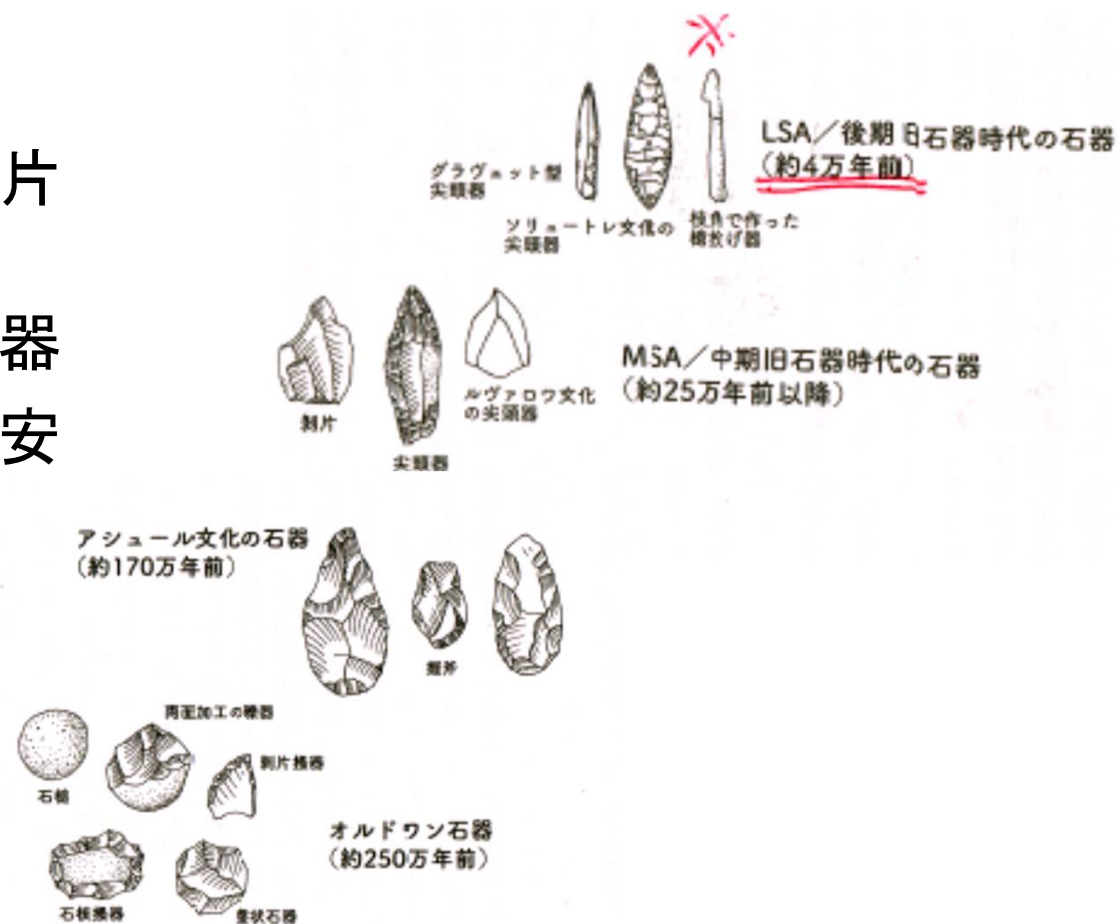 片
器
安
※
LSA／後期旧石器時代の石器
（約4万年前）
グラヴェット型
尖頭器
ソリュートレ文化の
尖頭器
枝角で作った
槍投げ器
MSA／中期旧石器時代の石器
（約25万年前以降）
剥片
尖頭器
ルヴァロワ文化
の尖頭器
アシュール文化の石器
（約170万年前）
握斧
両面加工の礫器
石槌
剥片掻器
オルドワン石器
（約250万年前）
石核掻器